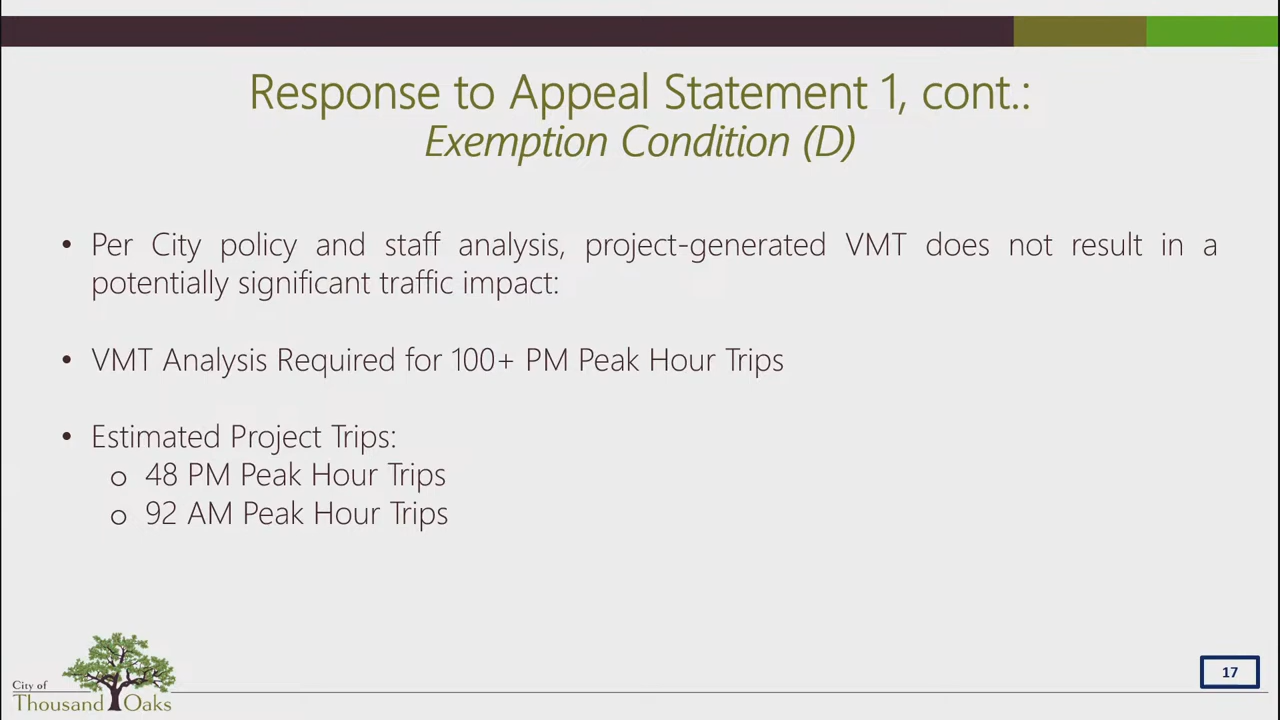 Response to Appeal Statement 1, cont.:
Exemption Condition (D)
• Per City policy and staff analysis, project-generated VMT does not result in a
potentially significant traffic impact:
• VMT Analysis Required for 100+ PM Peak Hour Trips
• Estimated Project Trips:
o 48 PM Peak Hour Trips
o 92 AM Peak Hour Trips
City of
Thousand Oaks
17